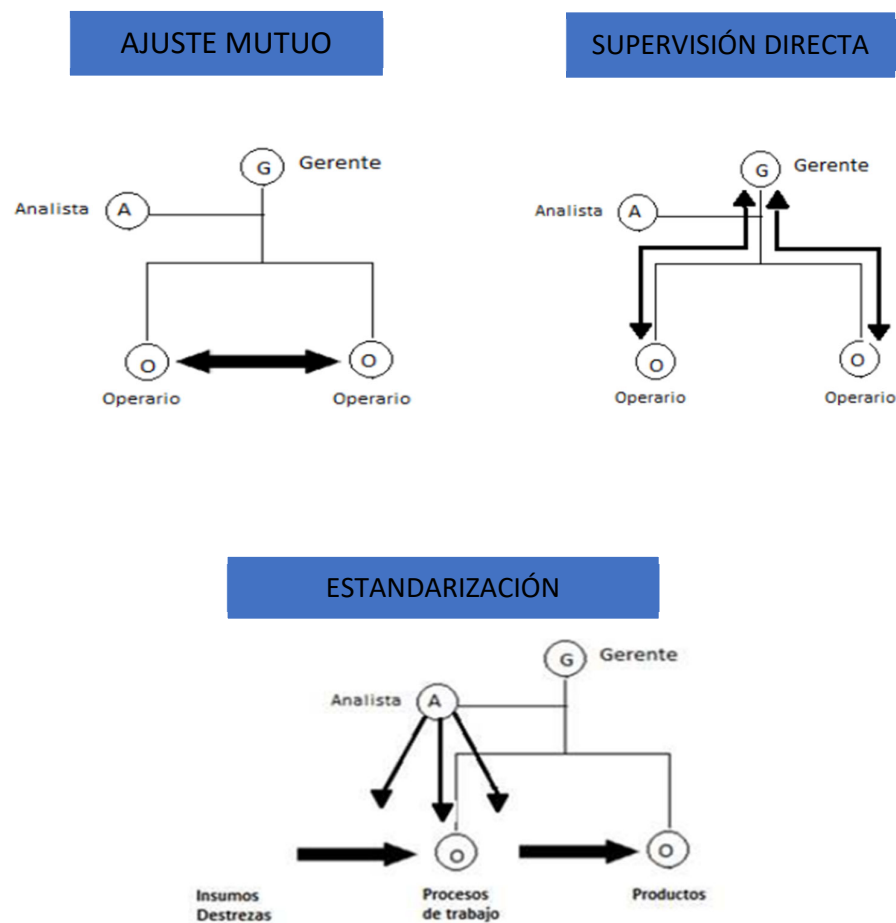 AJUSTE MUTUO
SUPERVISIÓN DIRECTA
G Gerente
Analista A
O O
Operario Operario
G Gerente
Analista A
O O
Operario Operario
ESTANDARIZACIÓN
G Gerente
Analista A
O O
Insumos Procesos Productos
Destrezas de trabajo